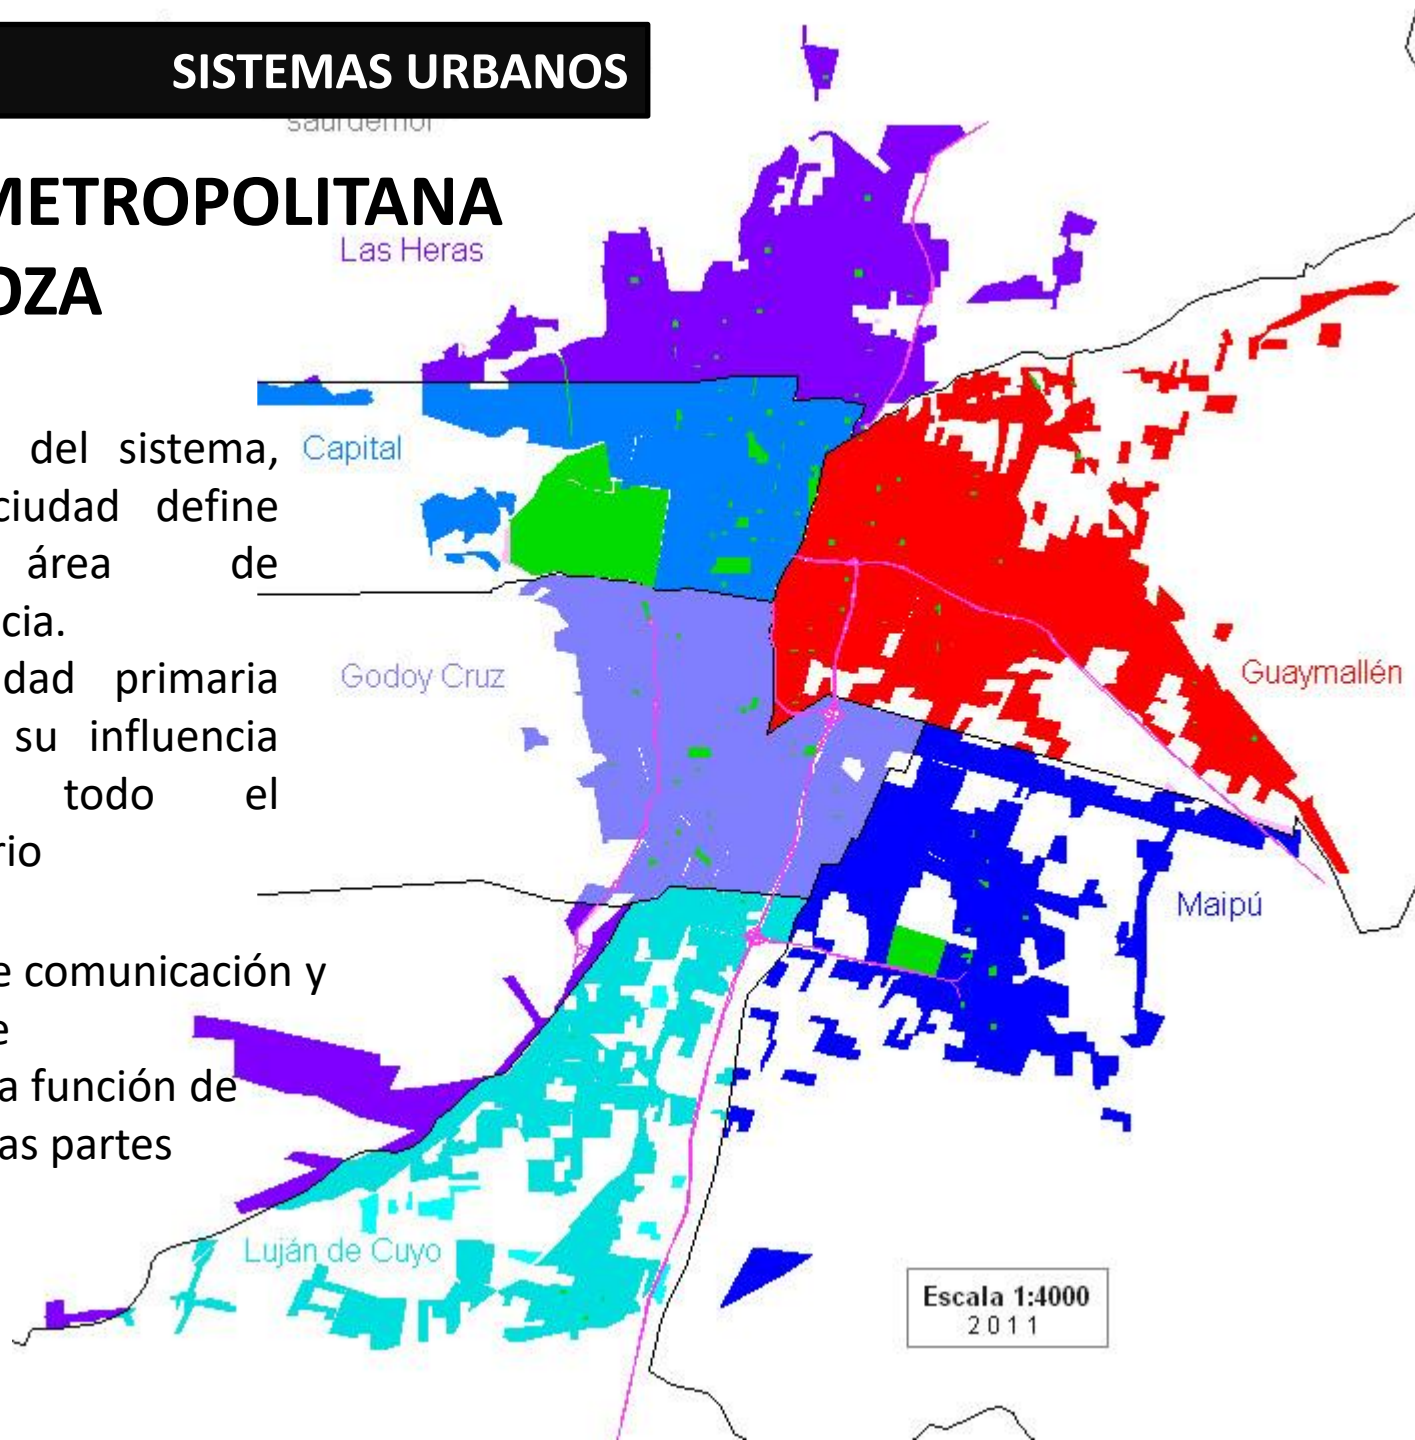 SISTEMAS URBANOS
METROPOLITANA
OZA
del sistema,
ciudad define
área de
cia.
dad primaria
su influencia
todo el
rio
e comunicación y
e
a función de
as partes
Las Heras
Capital
Godoy Cruz
Guaymallén
Maipú
Luján de Cuyo
Escala 1:4000
2011